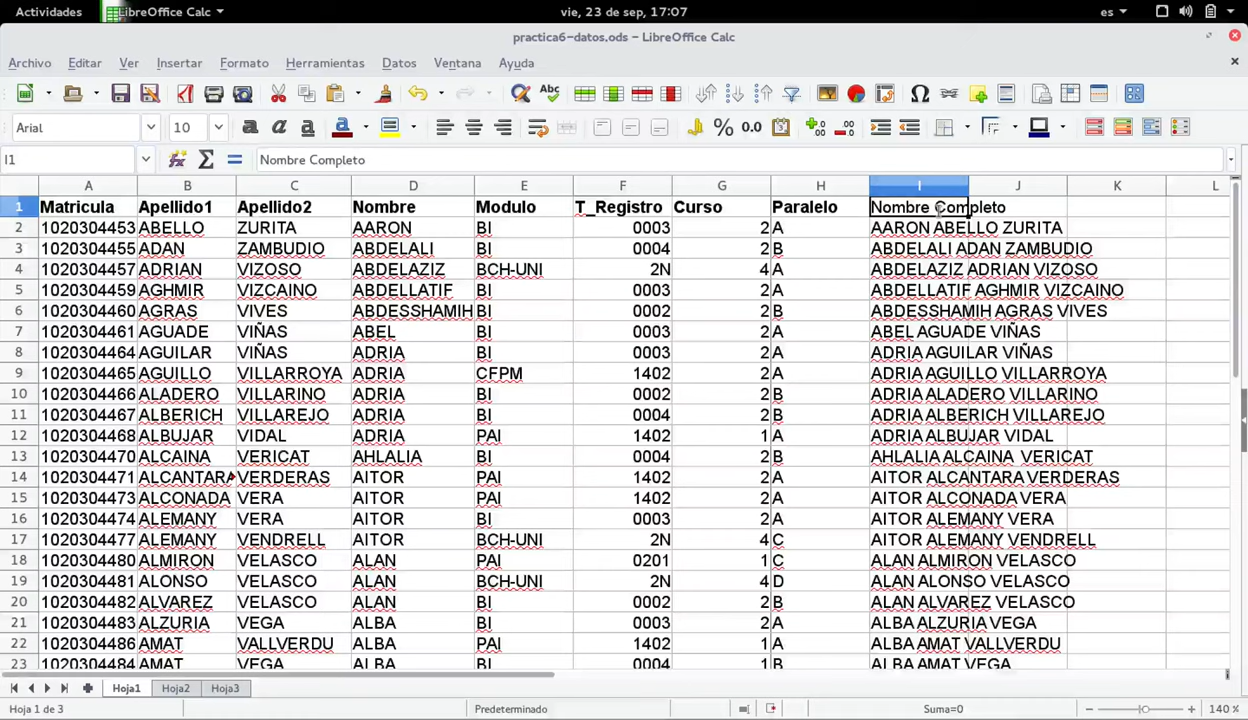 Actividades LibreOffice Calc vie, 23 de sep, 17:07 es
practica6-datos.ods - LibreOffice Calc
Archivo Editar Ver Insertar Formato Herramientas Datos Ventana Ayuda
Abc
Arial 10 a a a a % 0.0
I1 Nombre Completo
A B C D E F G H I J K L
1 Matricula Apellido1 Apellido2 Nombre Modulo T_Registro Curso Paralelo Nombre Completo
2 1020304453 ABELLO ZURITA AARON BI 0003 2 A AARON ABELLO ZURITA
3 1020304455 ADAN ZAMBUDIO ABDELALI BI 0004 2 B ABDELALI ADAN ZAMBUDIO
4 1020304457 ADRIAN VIZOSO ABDELAZIZ BCH-UNI 2N 4 A ABDELAZIZ ADRIAN VIZOSO
5 1020304459 AGHMIR VIZCAINO ABDELLATIF BI 0003 2 A ABDELLATIF AGHMIR VIZCAINO
6 1020304460 AGRAS VIVES ABDESSHAMIH BI 0002 2 B ABDESSHAMIH AGRAS VIVES
7 1020304461 AGUADE VIÑAS ABEL BI 0003 2 A ABEL AGUADE VIÑAS
8 1020304464 AGUILAR VIÑAS ADRIA BI 0003 2 A ADRIA AGUILAR VIÑAS
9 1020304465 AGUILLO VILLARROYA ADRIA CFPM 1402 2 A ADRIA AGUILLO VILLARROYA
10 1020304466 ALADERO VILLARINO ADRIA BI 0002 2 B ADRIA ALADERO VILLARINO
11 1020304467 ALBERICH VILLAREJO ADRIA BI 0004 2 B ADRIA ALBERICH VILLAREJO
12 1020304468 ALBUJAR VIDAL ADRIA PAI 1402 1 A ADRIA ALBUJAR VIDAL
13 1020304470 ALCAINA VERICAT AHLALIA BI 0004 2 B AHLALIA ALCAINA VERICAT
14 1020304471 ALCANTARA VERDERAS AITOR PAI 1402 2 A AITOR ALCANTARA VERDERAS
15 1020304473 ALCONADA VERA AITOR PAI 1402 2 A AITOR ALCONADA VERA
16 1020304474 ALEMANY VERA AITOR BI 0003 2 A AITOR ALEMANY VERA
17 1020304477 ALEMANY VENDRELL AITOR BCH-UNI 2N 4 C AITOR ALEMANY VENDRELL
18 1020304480 ALMIRON VELASCO ALAN PAI 0201 1 C ALAN ALMIRON VELASCO
19 1020304481 ALONSO VELASCO ALAN BCH-UNI 2N 4 D ALAN ALONSO VELASCO
20 1020304482 ALVAREZ VELASCO ALAN BI 0002 2 B ALAN ALVAREZ VELASCO
21 1020304483 ALZURIA VEGA ALBA BI 0003 2 A ALBA ALZURIA VEGA
22 1020304486 AMAT VALLVERDU ALBA PAI 1402 1 A ALBA AMAT VALLVERDU
23 1020304484 AMAT VEGA ALBA BI 0004 1 B ALBA AMAT VEGA
Hoja1 Hoja2 Hoja3
Hoja 1 de 3 Predeterminado Suma=0 140 %